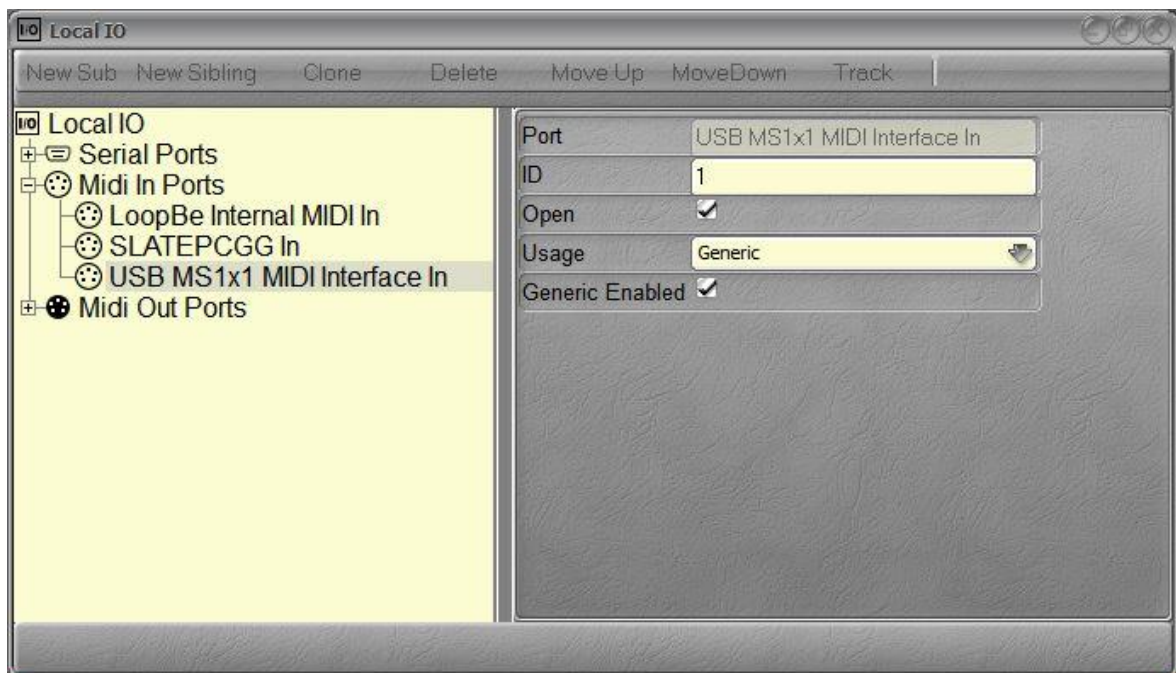 I/O Local IO
New Sub New Sibling Clone Delete Move Up MoveDown Track
I/O Local IO
Serial Ports
Midi In Ports
LoopBe Internal MIDI In
SLATEPCGG In
USB MS1x1 MIDI Interface In
Midi Out Ports
Port USB MS1x1 MIDI Interface In
ID 1
Open
Usage Generic
Generic Enabled